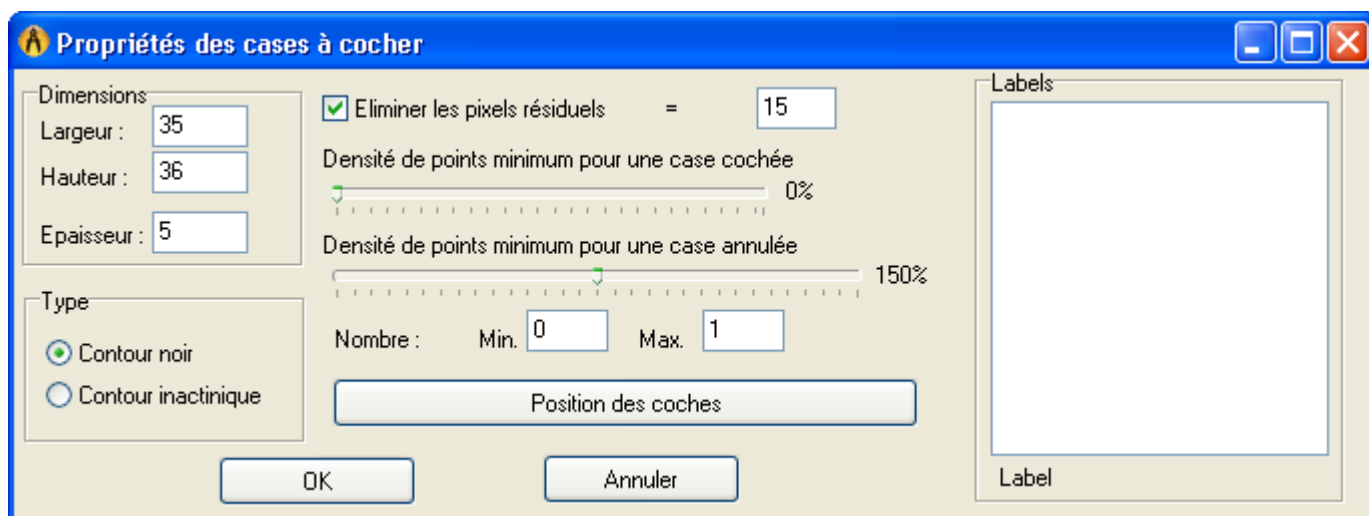 Propriétés des cases à cocher
Dimensions
Largeur : 35
Hauteur : 36
Epaisseur : 5
Type
Contour noir
Contour inactinique
Eliminer les pixels résiduels = 15
Densité de points minimum pour une case cochée
0%
Densité de points minimum pour une case annulée
150%
Nombre : Min. 0 Max. 1
Position des coches
OK
Annuler
Labels
Label